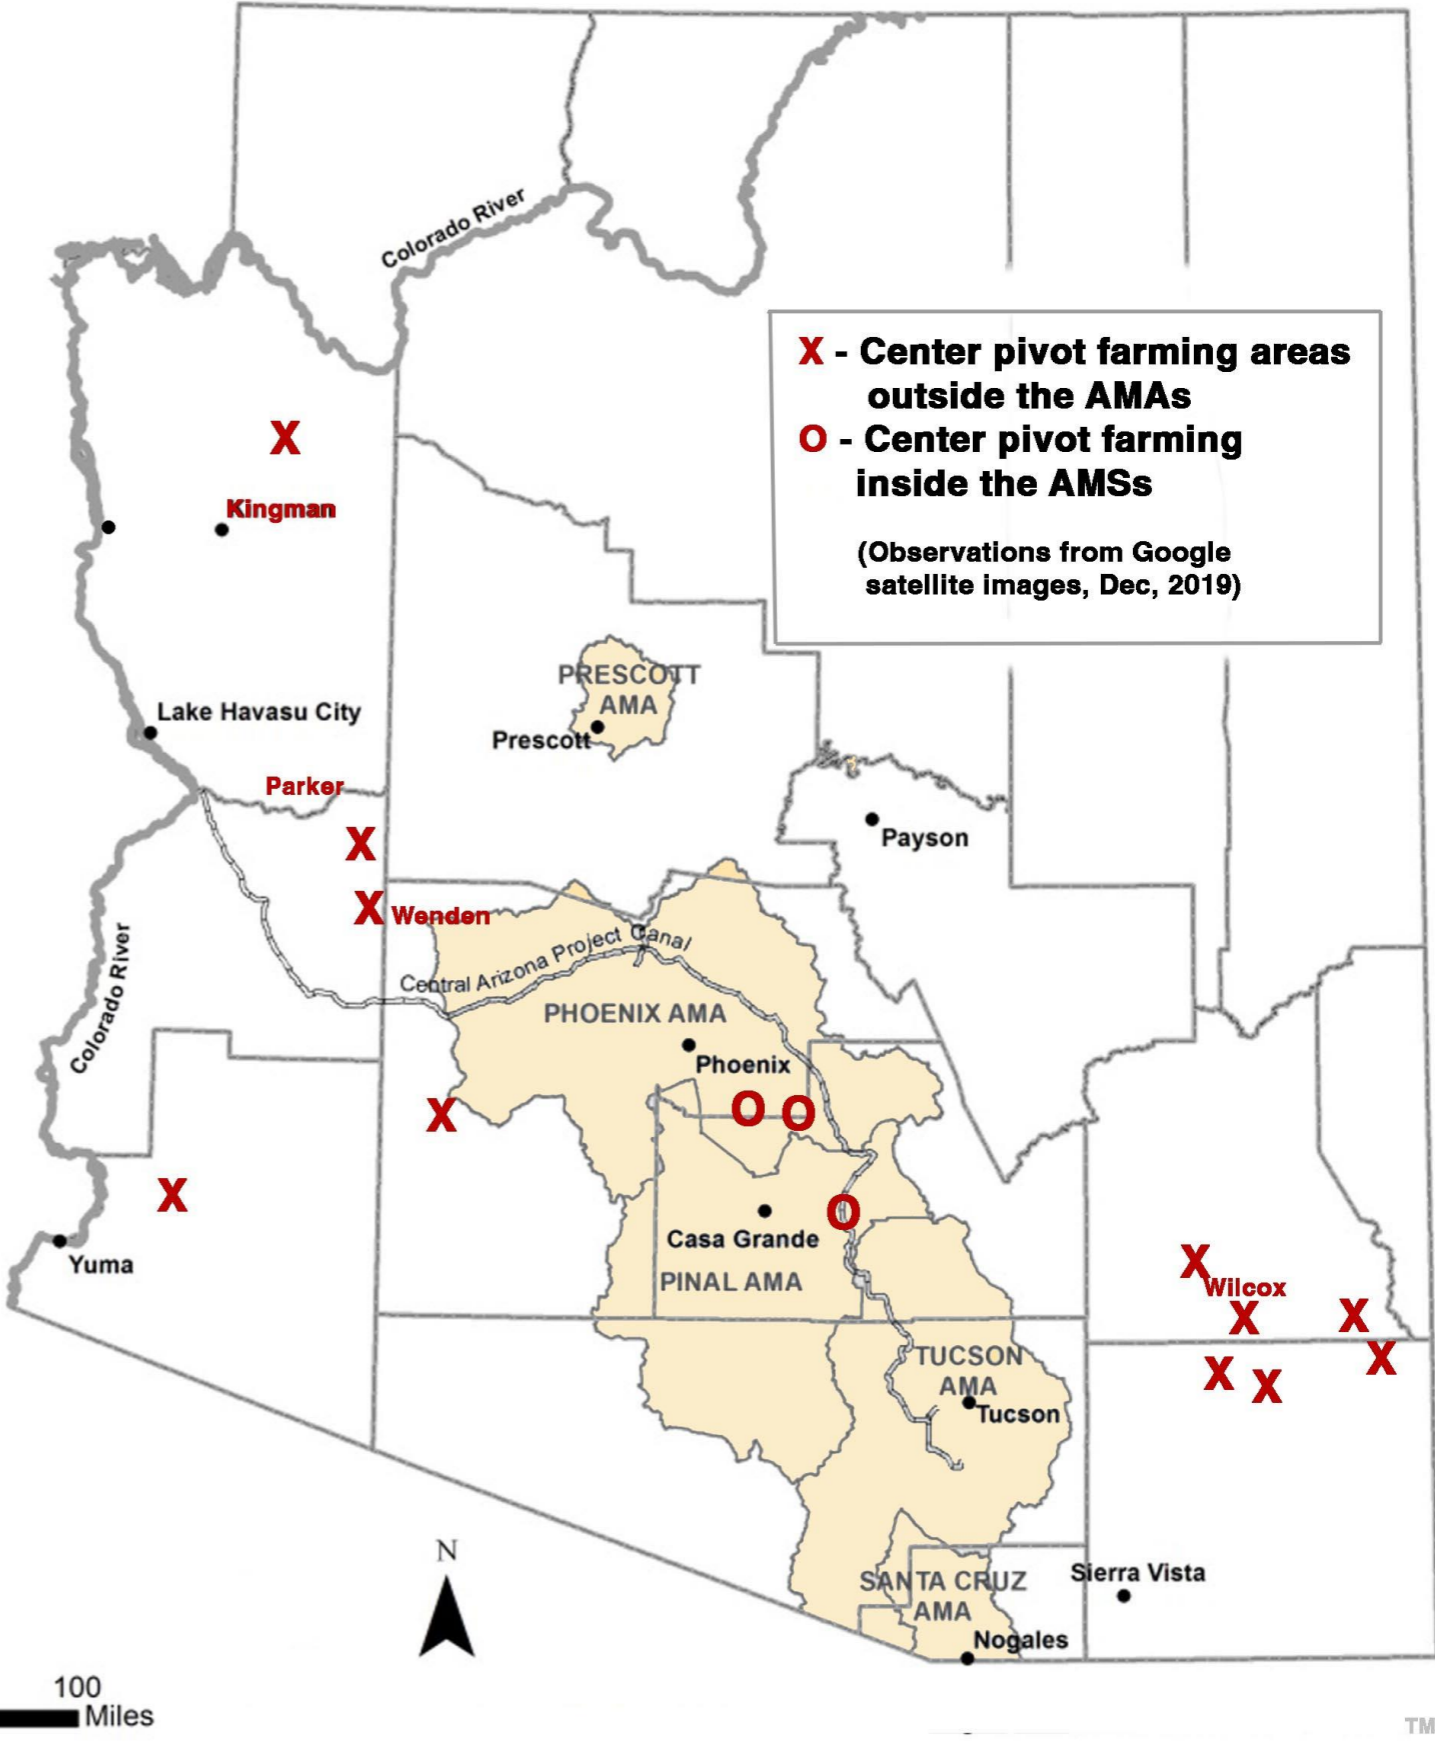 Colorado River
X - Center pivot farming areas
outside the AMAs
O - Center pivot farming
inside the AMSs
(Observations from Google
satellite images, Dec, 2019)
X
Kingman
PRESCOTT
AMA
Prescott
Lake Havasu City
Parker
X
Payson
X Wenden
Central Arizona Project Canal
Colorado River
PHOENIX AMA
Phoenix
X
O O
X
O
Casa Grande
Yuma
PINAL AMA
X
Wilcox
X X
X X X
TUCSON
AMA
Tucson
N
SANTA CRUZ
AMA
Sierra Vista
Nogales
100
Miles
TM